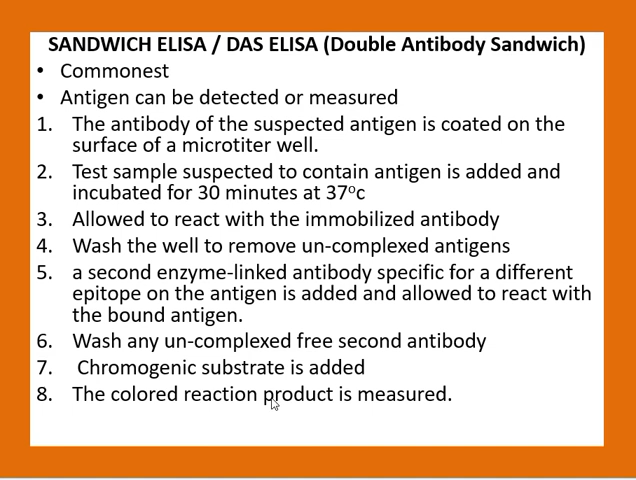 SANDWICH ELISA / DAS ELISA (Double Antibody Sandwich)
• Commonest
• Antigen can be detected or measured
1. The antibody of the suspected antigen is coated on the
surface of a microtiter well.
2. Test sample suspected to contain antigen is added and
incubated for 30 minutes at 37ºc
3. Allowed to react with the immobilized antibody
4. Wash the well to remove un-complexed antigens
5. a second enzyme-linked antibody specific for a different
epitope on the antigen is added and allowed to react with
the bound antigen.
6. Wash any un-complexed free second antibody
7. Chromogenic substrate is added
8. The colored reaction product is measured.